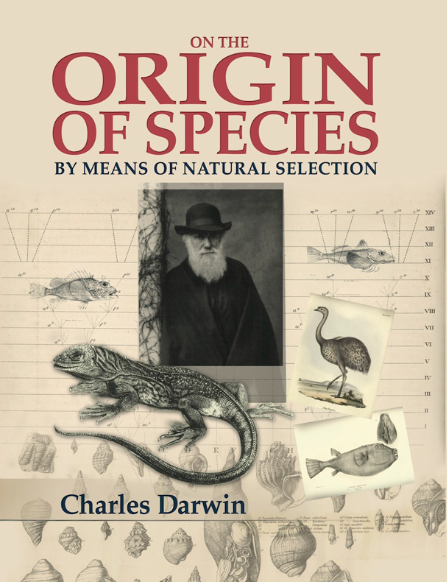 ON THE
ORIGIN
OF SPECIES
BY MEANS OF NATURAL SELECTION
XIV
XIII
XII
XI
X
IX
VIII
VII
VI
V
IV
III
II
I
Charles Darwin